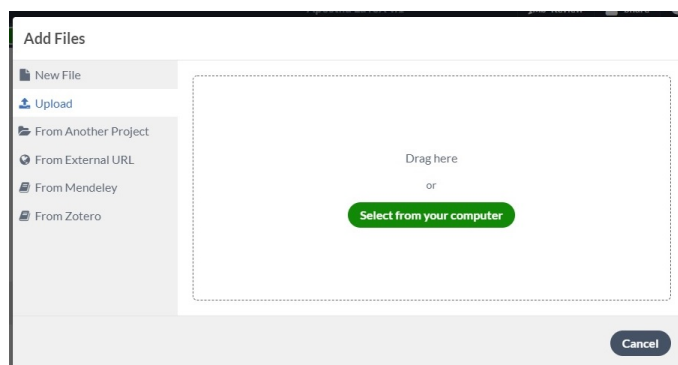 Add Files
New File
Upload
From Another Project
From External URL
From Mendeley
From Zotero
Drag here
or
Select from your computer
Cancel